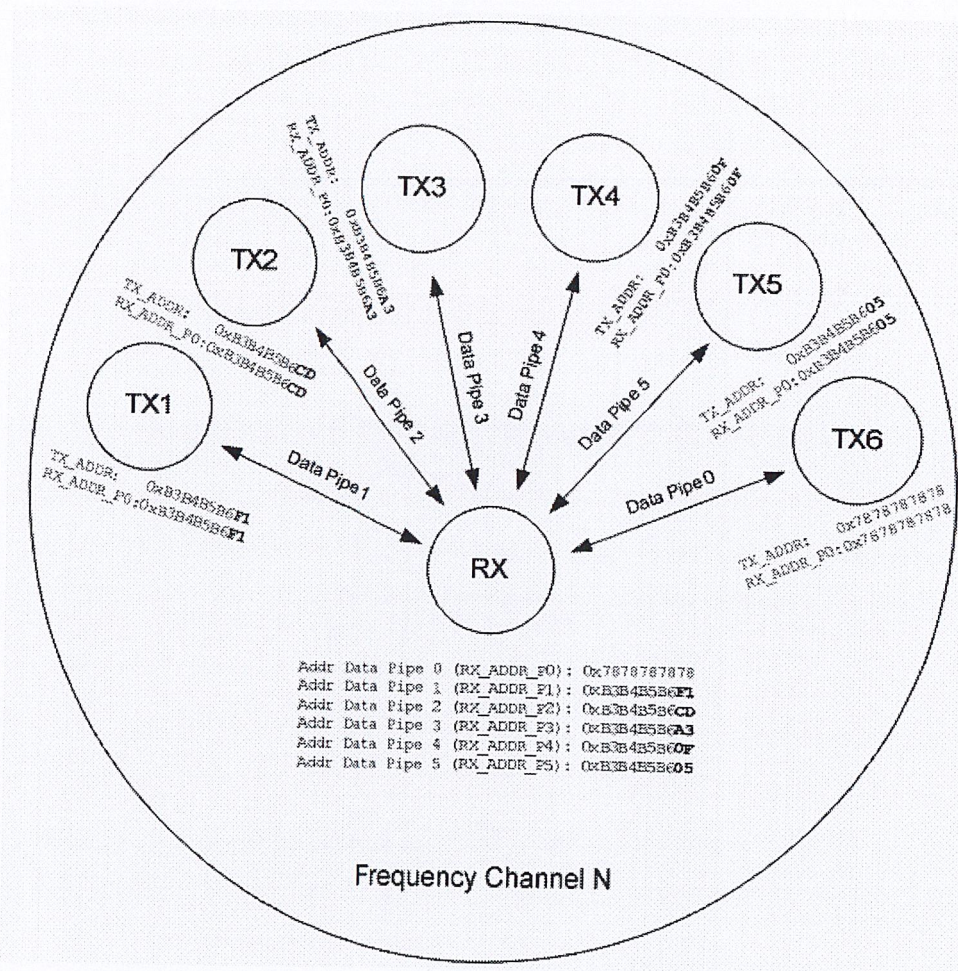 TX3
TX4
TX2
TX5
TX1
TX6
TX_ADDR: 0xB3B4B5B6A3
RX_ADDR_P0:0xB3B4B5B6A3
TX_ADDR: 0xB3B4B5B60F
RX_ADDR_P0:0xB3B4B5B60F
TX_ADDR: 0xB3B4B5B6CD
RX_ADDR_P0:0xB3B4B5B6CD
TX_ADDR: 0xB3B4B5B605
RX_ADDR_P0:0xB3B4B5B605
TX_ADDR: 0xB3B4B5B6F1
RX_ADDR_P0:0xB3B4B5B6F1
TX_ADDR: 0x7878787878
RX_ADDR_P0:0x7878787878
Data Pipe 1
Data Pipe 2
Data Pipe 3
Data Pipe 4
Data Pipe 5
Data Pipe 0
RX
Addr Data Pipe 0 (RX_ADDR_P0): 0x7878787878
Addr Data Pipe 1 (RX_ADDR_P1): 0xB3B4B5B6F1
Addr Data Pipe 2 (RX_ADDR_P2): 0xB3B4B5B6CD
Addr Data Pipe 3 (RX_ADDR_P3): 0xB3B4B5B6A3
Addr Data Pipe 4 (RX_ADDR_P4): 0xB3B4B5B60F
Addr Data Pipe 5 (RX_ADDR_P5): 0xB3B4B5B605
Frequency Channel N